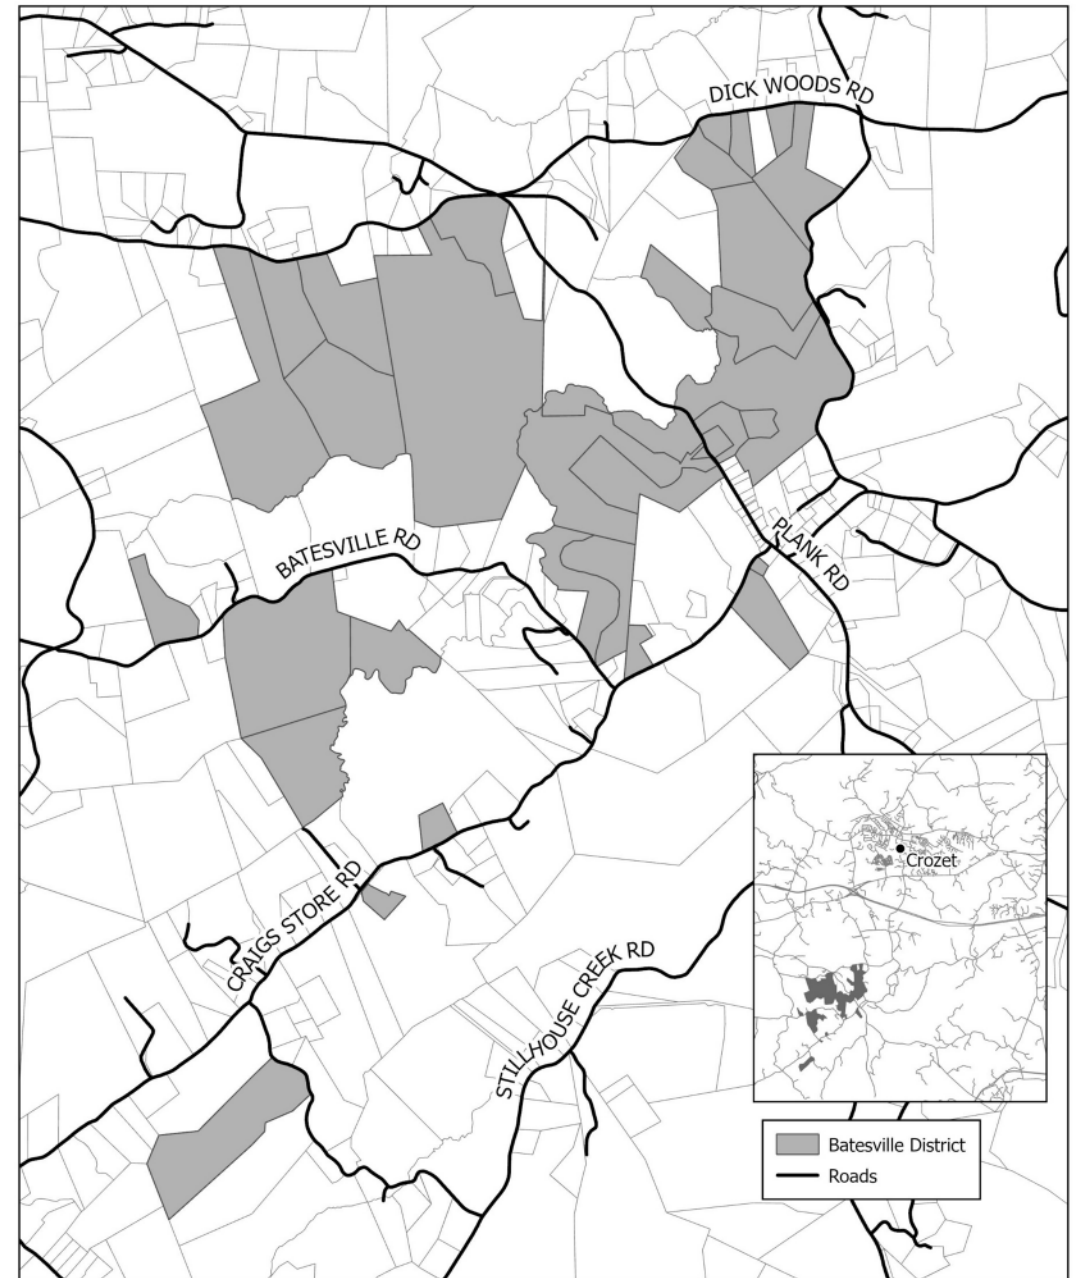 DICK WOODS RD
BATESVILLE RD
PLANK RD
Crozet
CRAIGS STORE RD
STILLHOUSE CREEK RD
Batesville District
Roads